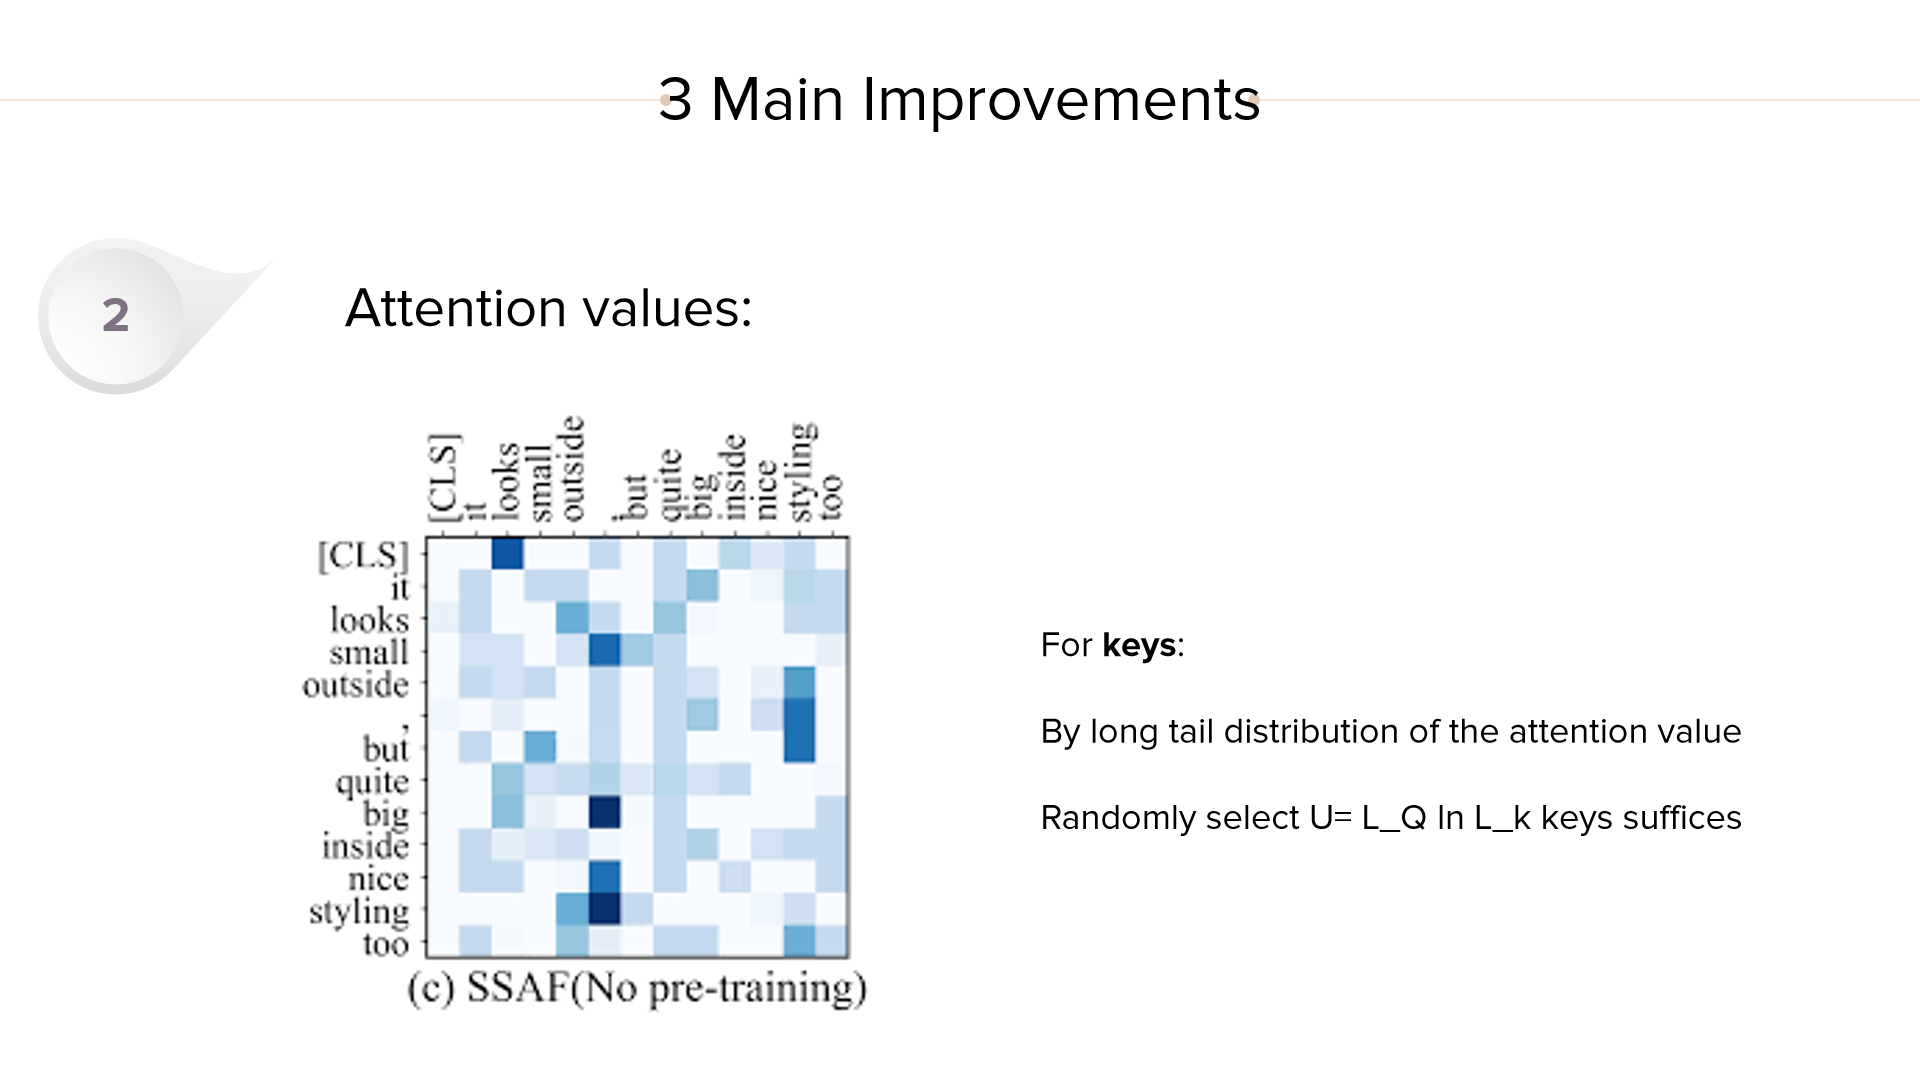 3 Main Improvements
2
Attention values:
[CLS]
it
looks
small
outside
,
but
quite
big
inside
nice
styling
too
[CLS]
it
looks
small
outside
,
but
quite
big
inside
nice
styling
too
(c) SSAF(No pre-training)
For keys:
By long tail distribution of the attention value
Randomly select U= L_Q ln L_k keys suffices